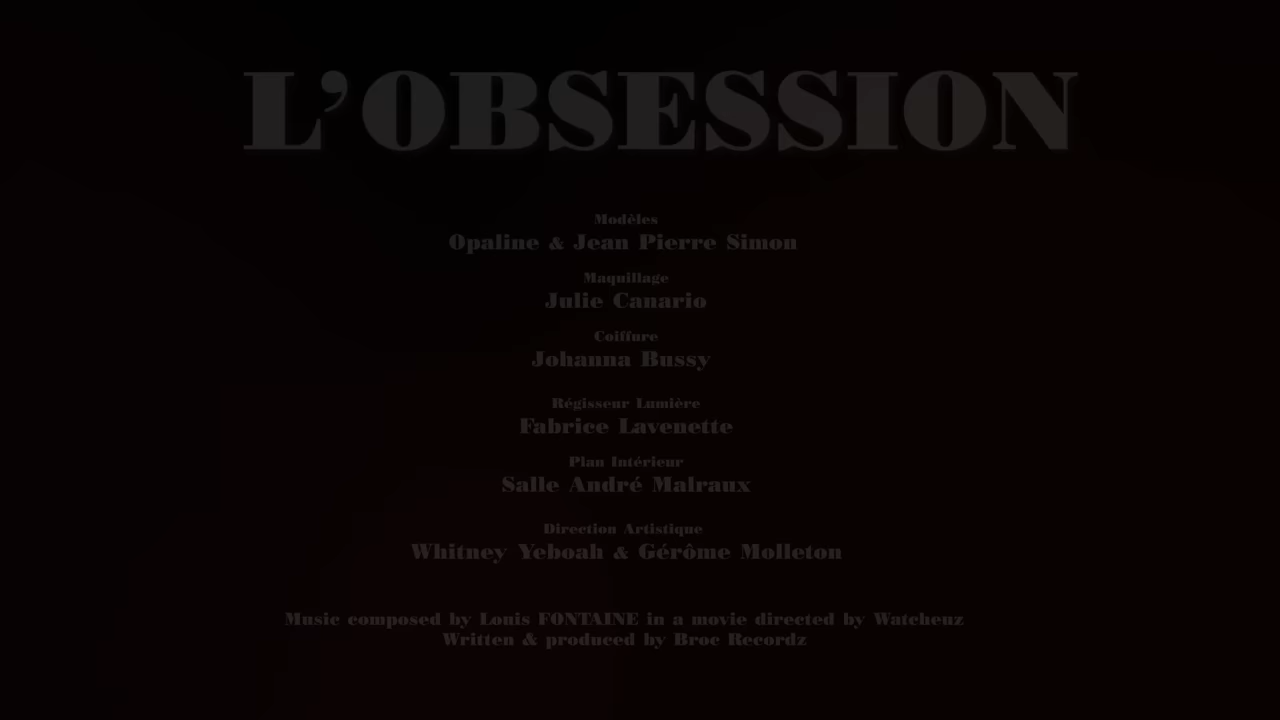 L’OBSESSION
Modèles
Opaline & Jean Pierre Simon
Maquillage
Julie Canario
Coiffure
Johanna Bussy
Régisseur Lumière
Fabrice Lavenette
Plan Intérieur
Salle André Malraux
Direction Artistique
Whitney Yeboah & Gérôme Molleton
Music composed by Louis FONTAINE in a movie directed by Watcheuz
Written & produced by Broc Recordz